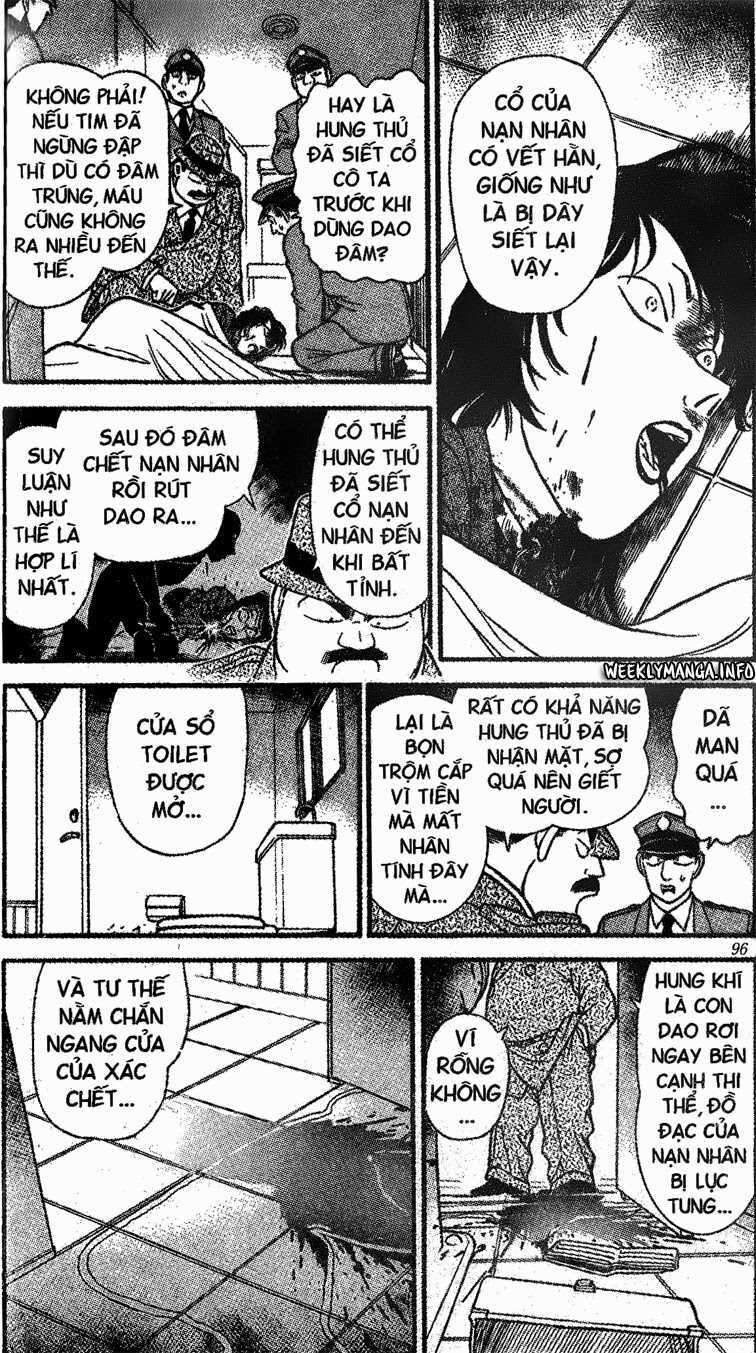 CỔ CỦA
NẠN NHÂN
CÓ VẾT HẰN,
GIỐNG NHƯ
LÀ BỊ DÂY
SIẾT LẠI
VẬY.
HAY LÀ
HUNG THỦ
ĐÃ SIẾT CỔ
CÔ TA
TRƯỚC KHI
DÙNG DAO
ĐÂM?
KHÔNG PHẢI!
NẾU TIM ĐÃ
NGỪNG ĐẬP
THÌ DÙ CÓ ĐÂM
TRÚNG, MÁU
CŨNG KHÔNG
RA NHIỀU ĐẾN
THẾ.
CÓ THỂ
HUNG THỦ
ĐÃ SIẾT
CỔ NẠN
NHÂN ĐẾN
KHI BẤT
TỈNH.
SAU ĐÓ ĐÂM
CHẾT NẠN NHÂN
RỒI RÚT
DAO RA...
SUY
LUẬN
NHƯ
THẾ LÀ
HỢP LÍ
NHẤT.
WEEKLYMANGA.INFO
DÃ
MAN
QUÁ
...
RẤT CÓ KHẢ NĂNG
HUNG THỦ ĐÃ BỊ
NHẬN MẶT, SỢ
QUÁ NÊN GIẾT
NGƯỜI.
LẠI LÀ
BỌN
TRỘM CẮP
VÌ TIỀN
MÀ MẤT
NHÂN
TÍNH ĐÂY
MÀ...
CỬA SỔ
TOILET
ĐƯỢC
MỞ...
96
HUNG KHÍ
LÀ CON
DAO RƠI
NGAY BÊN
CẠNH THI
THỂ, ĐỒ
ĐẠC CỦA
NẠN NHÂN
BỊ LỤC
TUNG...
VÍ
RỖNG
KHÔNG
...
VÀ TƯ THẾ
NẰM CHẮN
NGANG CỬA
CỦA XÁC
CHẾT...